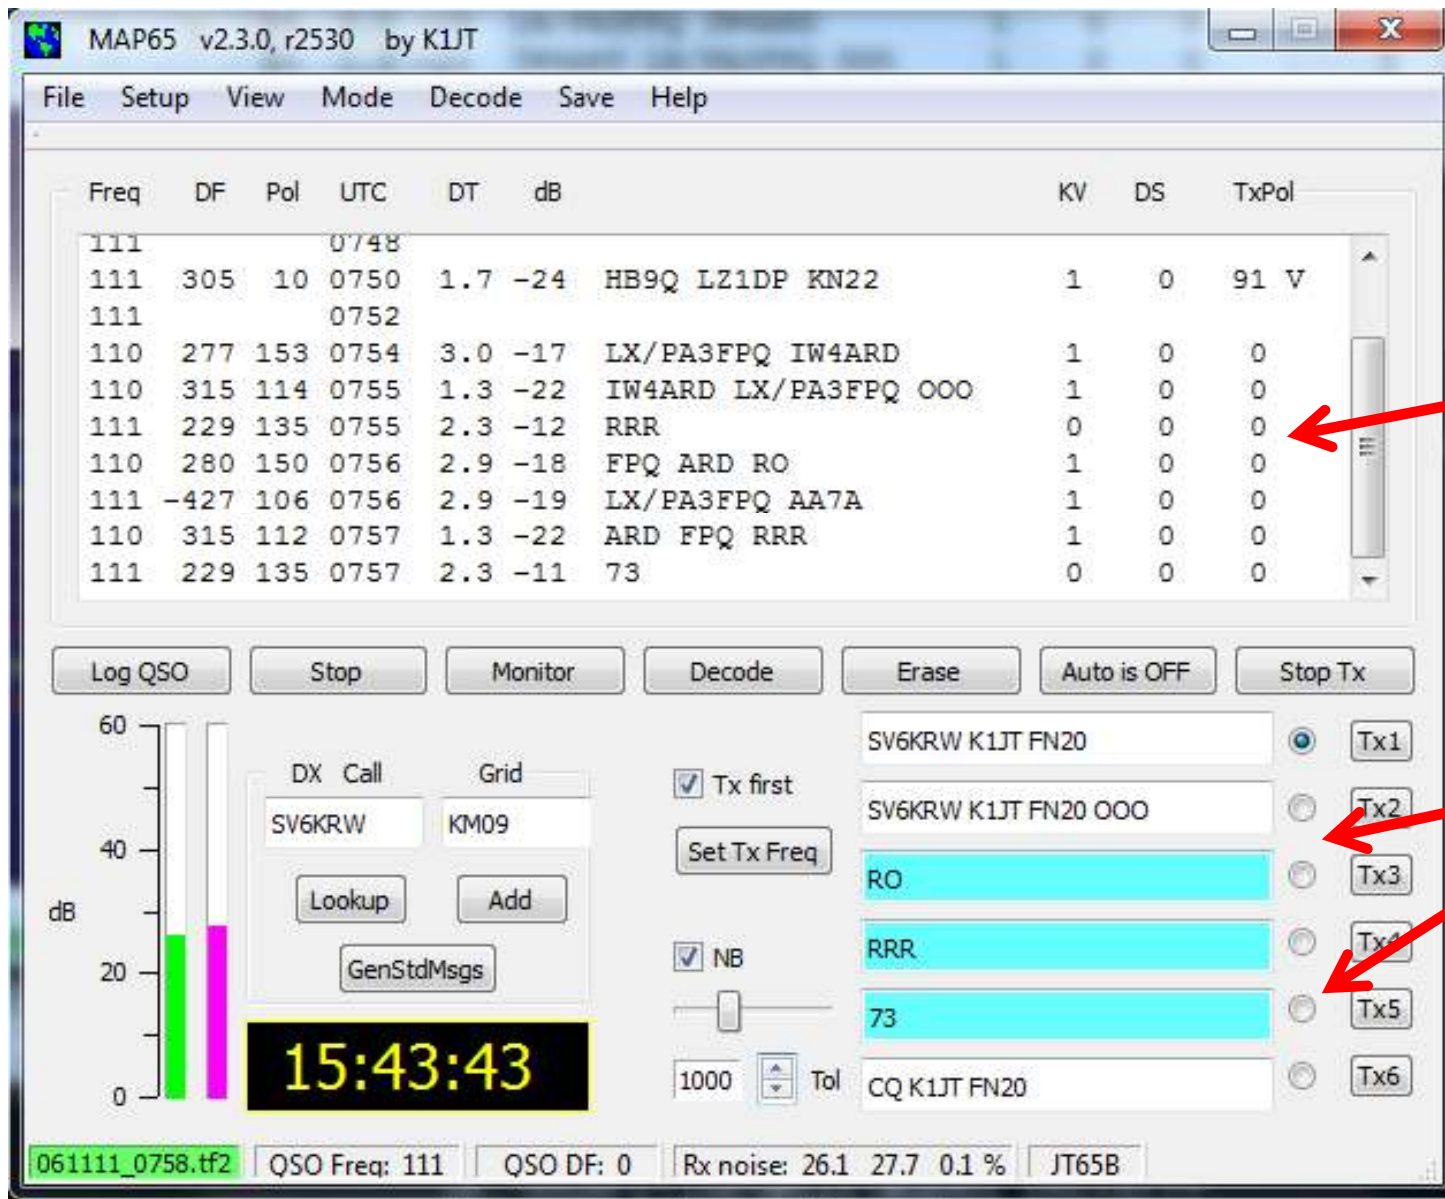 MAP65 v2.3.0, r2530 by K1JT
File Setup View Mode Decode Save Help
Freq DF Pol UTC DT dB KV DS TxPol
111 0748
111 305 10 0750 1.7 -24 HB9Q LZ1DP KN22 1 0 91 V
111 0752
110 277 153 0754 3.0 -17 LX/PA3FPQ IW4ARD 1 0 0
110 315 114 0755 1.3 -22 IW4ARD LX/PA3FPQ OOO 1 0 0
111 229 135 0755 2.3 -12 RRR 0 0 0
110 280 150 0756 2.9 -18 FPQ ARD RO 1 0 0
111 -427 106 0756 2.9 -19 LX/PA3FPQ AA7A 1 0 0
110 315 112 0757 1.3 -22 ARD FPQ RRR 1 0 0
111 229 135 0757 2.3 -11 73 0 0 0
Log QSO Stop Monitor Decode Erase Auto is OFF Stop Tx
60
40
dB
20
0
DX Call Grid
SV6KRW KM09
Lookup Add
GenStdMsgs
15:43:43
Tx first
Set Tx Freq
NB
1000 Tol
SV6KRW K1JT FN20 Tx1
SV6KRW K1JT FN20 OOO Tx2
RO Tx3
RRR Tx4
73 Tx5
CQ K1JT FN20 Tx6
061111_0758.tf2 QSO Freq: 111 QSO DF: 0 Rx noise: 26.1 27.7 0.1 % JT65B